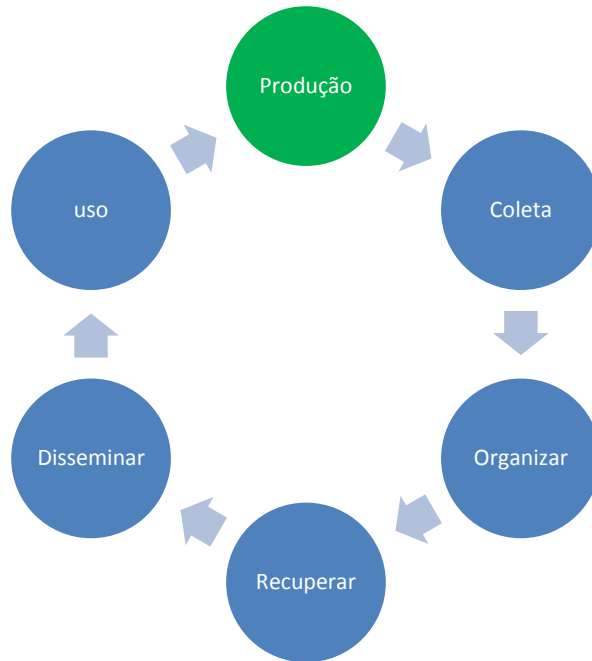 Produção
Coleta
Organizar
Recuperar
Disseminar
uso